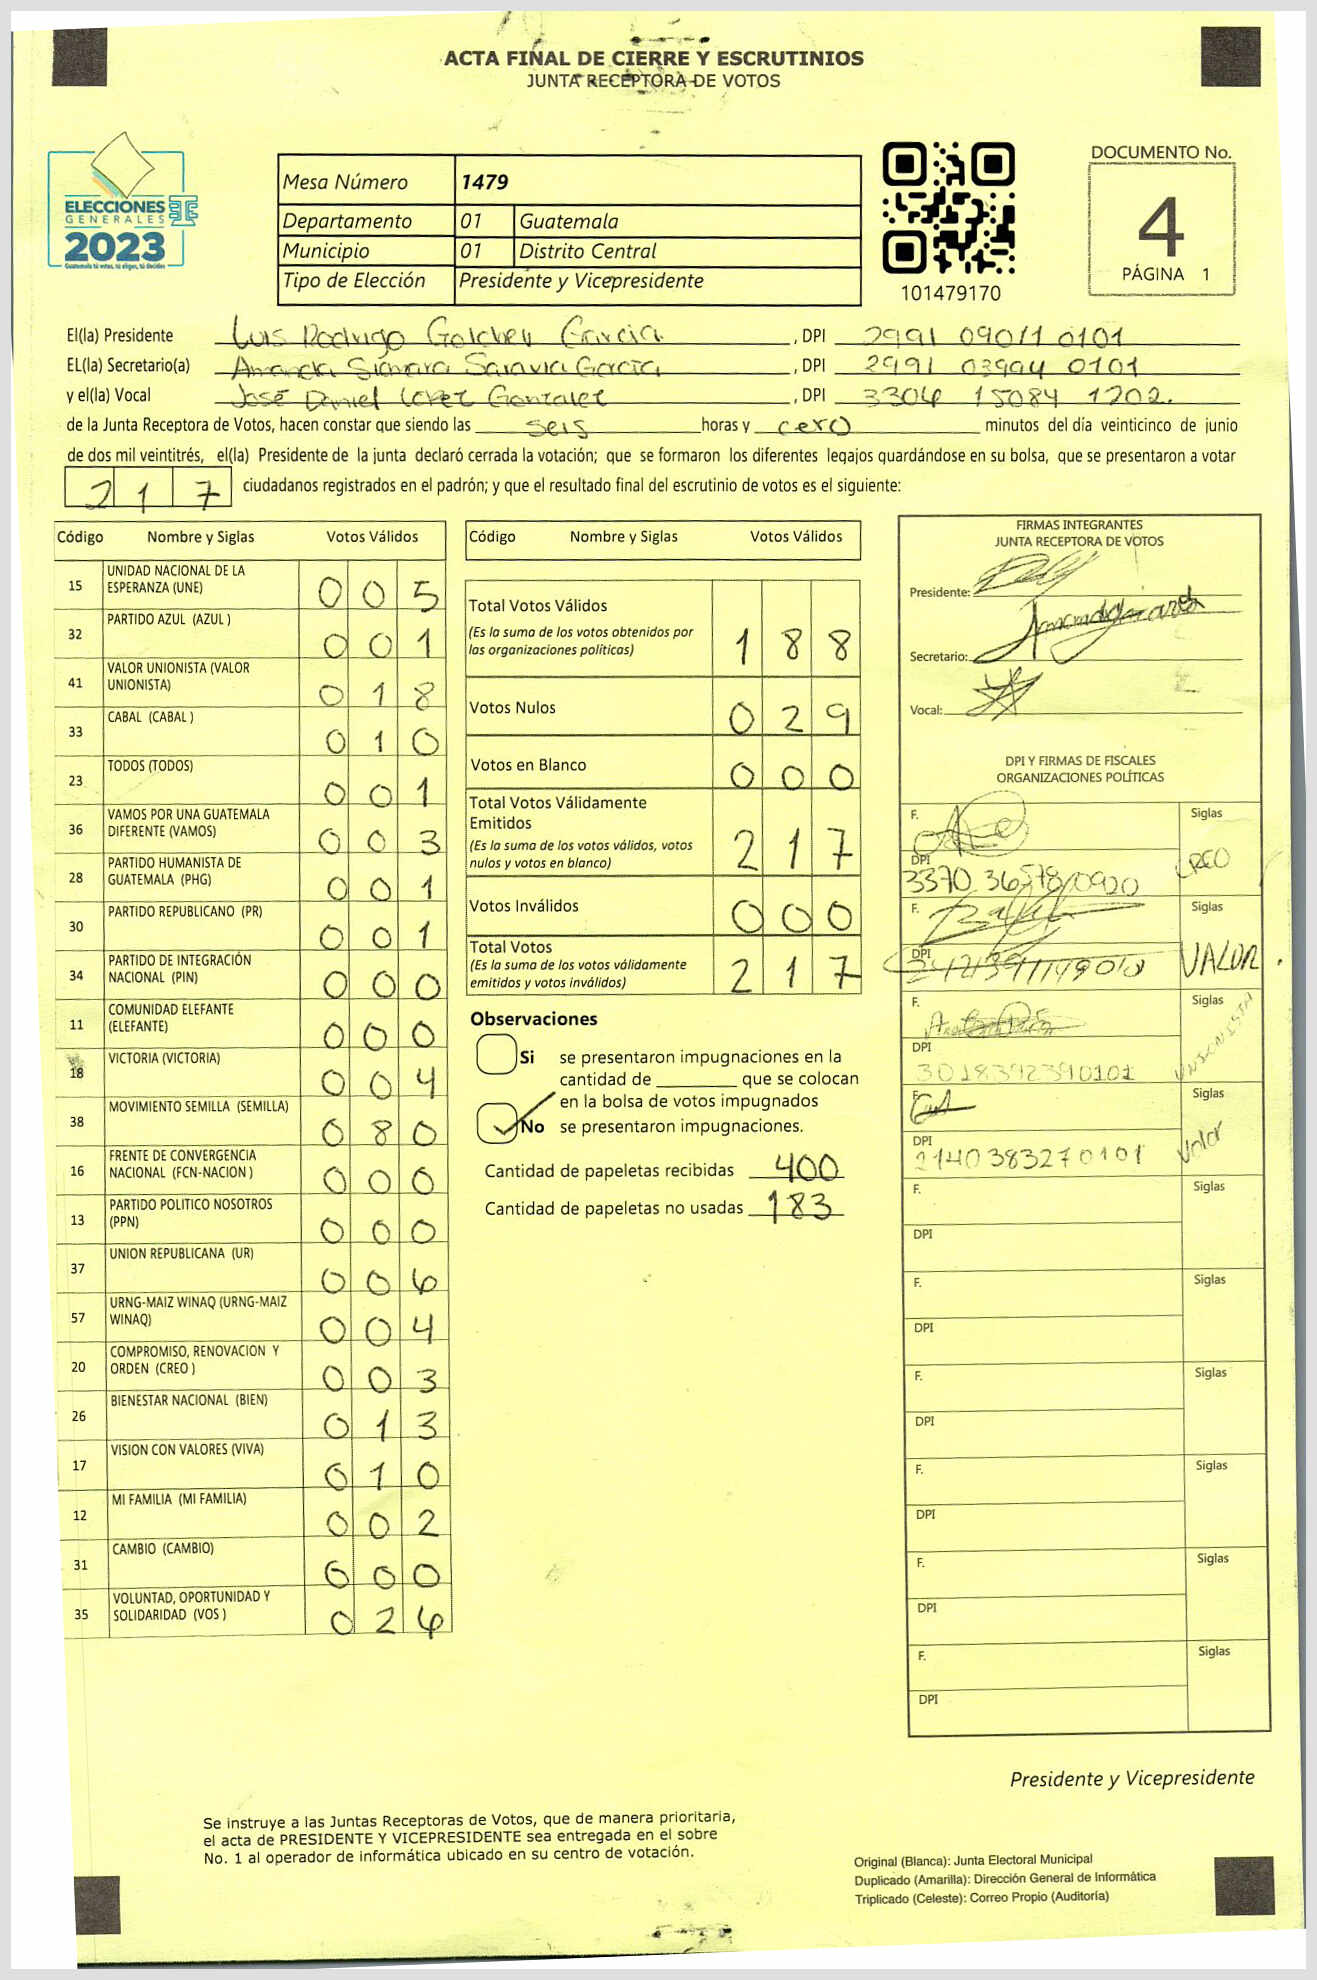 ACTA FINAL DE CIERRE Y ESCRUTINIOS
JUNTA RECEPTORA DE VOTOS
ELECCIONES
GENERALES
2023
Guatemala tú votas, tú eliges, tú decides
Mesa Número 1479
Departamento 01 Guatemala
Municipio 01 Distrito Central
Tipo de Elección Presidente y Vicepresidente
101479170
DOCUMENTO No.
4
PÁGINA 1
El(la) Presidente Luis Rodrigo García , DPI 2991 09011 0101
EL(la) Secretario(a) Amanda Siomara Saravia García , DPI 2991 03994 0101
y el(la) Vocal José Daniel López González , DPI 3304 15084 1202.
de la Junta Receptora de Votos, hacen constar que siendo las seis horas y cero minutos del día veinticinco de junio
de dos mil veintitrés, el(la) Presidente de la junta declaró cerrada la votación; que se formaron los diferentes legajos quardándose en su bolsa, que se presentaron a votar
217 ciudadanos registrados en el padrón; y que el resultado final del escrutinio de votos es el siguiente:
Código Nombre y Siglas Votos Válidos
15 UNIDAD NACIONAL DE LA ESPERANZA (UNE) 0 0 5
32 PARTIDO AZUL (AZUL ) 0 0 1
41 VALOR UNIONISTA (VALOR UNIONISTA) 0 1 8
33 CABAL (CABAL ) 0 1 0
23 TODOS (TODOS) 0 0 1
36 VAMOS POR UNA GUATEMALA DIFERENTE (VAMOS) 0 0 3
28 PARTIDO HUMANISTA DE GUATEMALA (PHG) 0 0 1
30 PARTIDO REPUBLICANO (PR) 0 0 1
34 PARTIDO DE INTEGRACIÓN NACIONAL (PIN) 0 0 0
11 COMUNIDAD ELEFANTE (ELEFANTE) 0 0 0
18 VICTORIA (VICTORIA) 0 0 4
38 MOVIMIENTO SEMILLA (SEMILLA) 0 8 0
16 FRENTE DE CONVERGENCIA NACIONAL (FCN-NACION ) 0 0 0
13 PARTIDO POLITICO NOSOTROS (PPN) 0 0 0
37 UNION REPUBLICANA (UR) 0 0 6
57 URNG-MAIZ WINAQ (URNG-MAIZ WINAQ) 0 0 4
20 COMPROMISO, RENOVACION Y ORDEN (CREO ) 0 0 3
26 BIENESTAR NACIONAL (BIEN) 0 1 3
17 VISION CON VALORES (VIVA) 0 1 0
12 MI FAMILIA (MI FAMILIA) 0 0 2
31 CAMBIO (CAMBIO) 0 0 0
35 VOLUNTAD, OPORTUNIDAD Y SOLIDARIDAD (VOS ) 0 2 6
Código Nombre y Siglas Votos Válidos
Total Votos Válidos
(Es la suma de los votos obtenidos por
las organizaciones políticas) 1 8 8
Votos Nulos 0 2 9
Votos en Blanco 0 0 0
Total Votos Válidamente
Emitidos
(Es la suma de los votos válidos, votos
nulos y votos en blanco) 2 1 7
Votos Inválidos 0 0 0
Total Votos
(Es la suma de los votos válidamente
emitidos y votos inválidos) 2 1 7
Observaciones
Si se presentaron impugnaciones en la
cantidad de ________ que se colocan
en la bolsa de votos impugnados
No se presentaron impugnaciones.
Cantidad de papeletas recibidas 400
Cantidad de papeletas no usadas 183
FIRMAS INTEGRANTES
JUNTA RECEPTORA DE VOTOS
Presidente:
Secretario:
Vocal:
DPI Y FIRMAS DE FISCALES
ORGANIZACIONES POLÍTICAS
F. Siglas
DPI CREO
3370 36578 0920
F. Siglas
DPI VALOR.
F. Siglas
DPI UNIONISTA
3018392390101
F. Siglas
DPI Valor
2140383270101
F. Siglas
DPI
F. Siglas
DPI
F. Siglas
DPI
F. Siglas
DPI
F. Siglas
DPI
F. Siglas
DPI
Presidente y Vicepresidente
Se instruye a las Juntas Receptoras de Votos, que de manera prioritaria,
el acta de PRESIDENTE Y VICEPRESIDENTE sea entregada en el sobre
No. 1 al operador de informática ubicado en su centro de votación.
Original (Blanca): Junta Electoral Municipal
Duplicado (Amarilla): Dirección General de Informática
Triplicado (Celeste): Correo Propio (Auditoría)